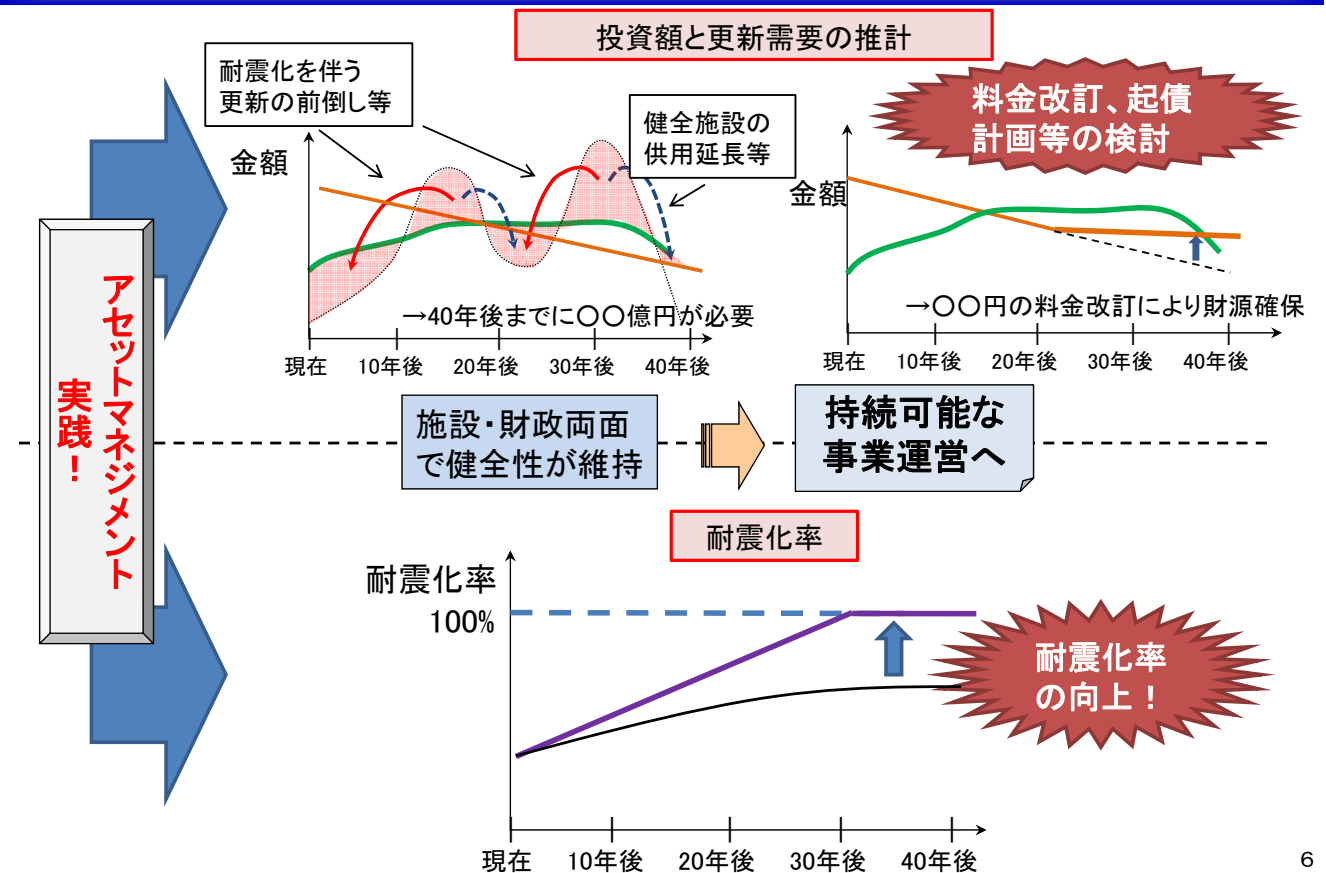 投資額と更新需要の推計
耐震化を伴う
更新の前倒し等
健全施設の
供用延長等
金額
→40年後までに〇〇億円が必要
現在
10年後
20年後
30年後
40年後
料金改訂、起債
計画等の検討
金額
→〇〇円の料金改訂により財源確保
現在
10年後
20年後
30年後
40年後
アセットマネジメント
実践！
施設・財政両面
で健全性が維持
持続可能な
事業運営へ
耐震化率
耐震化率
100%
耐震化率
の向上！
現在
10年後
20年後
30年後
40年後
6